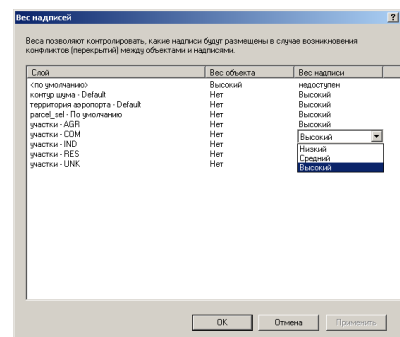 Вес надписей
Веса позволяют контролировать, какие надписи будут размещены в случае возникновения
конфликтов (перекрытий) между объектами и надписями.
Слой Вес объекта Вес надписи
<по умолчанию> Высокий недоступен
контур шума - Default Нет Высокий
территория аэропорта - Default Нет Высокий
parcel_sel - По умолчанию Нет Высокий
участки - AGR Нет Высокий
участки - COM Нет Высокий
участки - IND Нет Низкий
участки - RES Нет Средний
участки - UNK Нет Высокий
OK Отмена Применить